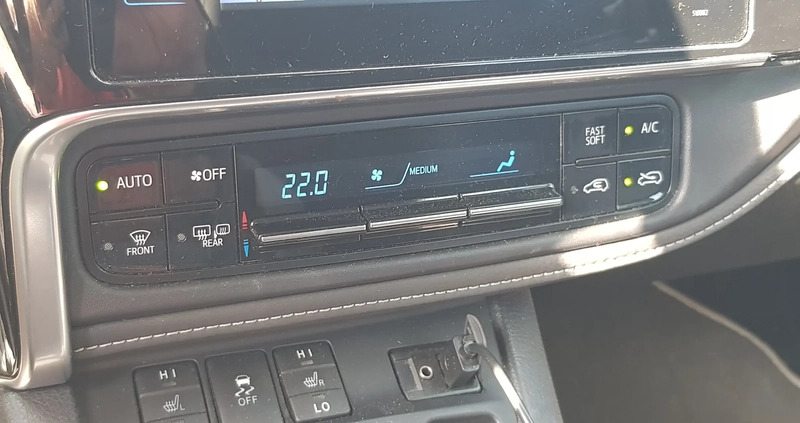 AUTO
OFF
22.0
MEDIUM
FAST
SOFT
A/C
FRONT
REAR
HI
L
OFF
HI
R
LO